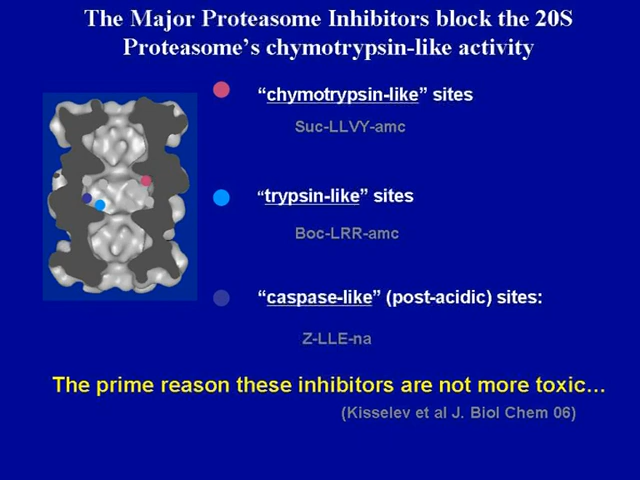 The Major Proteasome Inhibitors block the 20S
Proteasome's chymotrypsin-like activity
“chymotrypsin-like” sites
Suc-LLVY-amc
“trypsin-like” sites
Boc-LRR-amc
“caspase-like” (post-acidic) sites:
Z-LLE-na
The prime reason these inhibitors are not more toxic…
(Kisselev et al J. Biol Chem 06)